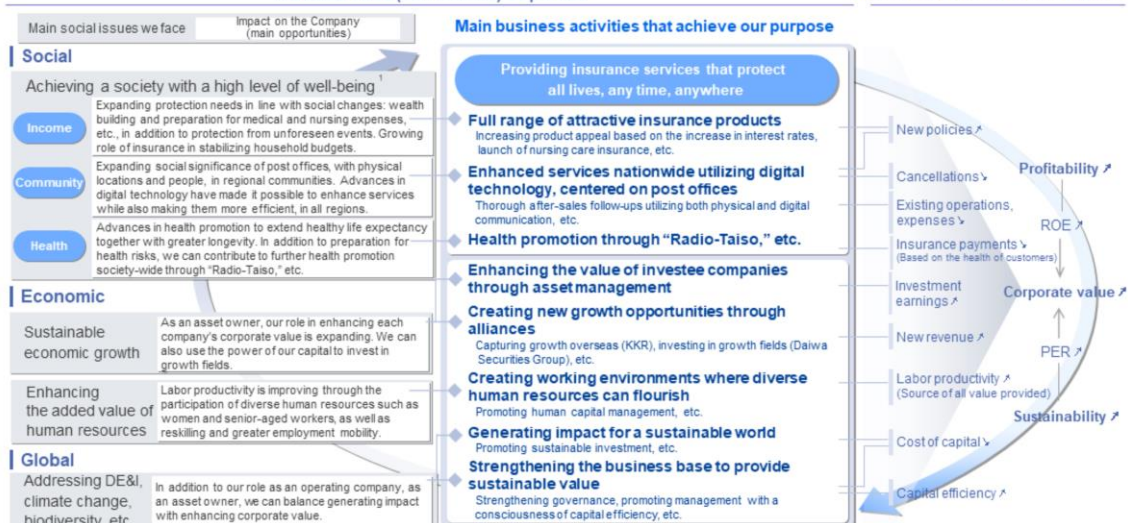 Main social issues we face
Impact on the Company
(main opportunities)
Main business activities that achieve our purpose
Social
Achieving a society with a high level of well-being 1
Income
Expanding protection needs in line with social changes: wealth
building and preparation for medical and nursing expenses,
etc., in addition to protection from unforeseen events. Growing
role of insurance in stabilizing household budgets.
Community
Expanding social significance of post offices, with physical
locations and people, in regional communities. Advances in
digital technology have made it possible to enhance services
while also making them more efficient, in all regions.
Health
Advances in health promotion to extend healthy life expectancy
together with greater longevity. In addition to preparation for
health risks, we can contribute to further health promotion
society-wide through “Radio-Taiso,” etc.
Economic
Sustainable
economic growth
As an asset owner, our role in enhancing each
company’s corporate value is expanding. We can
also use the power of our capital to invest in
growth fields.
Enhancing
the added value of
human resources
Labor productivity is improving through the
participation of diverse human resources such as
women and senior-aged workers, as well as
reskilling and greater employment mobility.
Global
Addressing DE&I,
climate change,
biodiversity, etc.
In addition to our role as an operating company, as
an asset owner, we can balance generating impact
with enhancing corporate value.
Providing insurance services that protect
all lives, any time, anywhere
Full range of attractive insurance products
Increasing product appeal based on the increase in interest rates,
launch of nursing care insurance, etc.
Enhanced services nationwide utilizing digital
technology, centered on post offices
Thorough after-sales follow-ups utilizing both physical and digital
communication, etc.
Health promotion through “Radio-Taiso,” etc.
Enhancing the value of investee companies
through asset management
Creating new growth opportunities through
alliances
Capturing growth overseas (KKR), investing in growth fields (Daiwa
Securities Group), etc.
Creating working environments where diverse
human resources can flourish
Promoting human capital management, etc.
Generating impact for a sustainable world
Promoting sustainable investment, etc.
Strengthening the business base to provide
sustainable value
Strengthening governance, promoting management with a
consciousness of capital efficiency, etc.
New policies↗
Cancellations↘
Existing operations,
expenses↘
Insurance payments↘
(Based on the health of customers)
Investment
earnings↗
New revenue↗
Labor productivity↗
(Source of all value provided)
Cost of capital↘
Capital efficiency↗
Profitability↗
ROE↗
Corporate value↗
PER↗
Sustainability↗